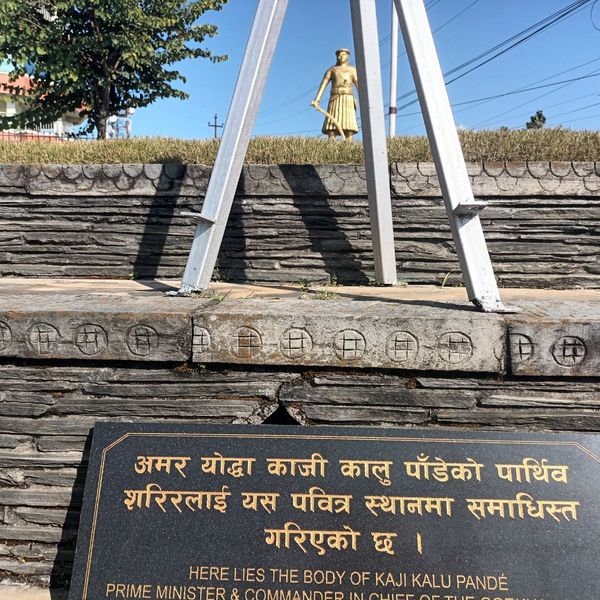 अमर योद्धा काजी कालु पाँडेको पार्थिव
शरिरलाई यस पवित्र स्थानमा समाधिस्त
गरिएको छ ।
HERE LIES THE BODY OF KAJI KALU PANDÉ
PRIME MINISTER & COMMANDER IN CHIEF OF THE